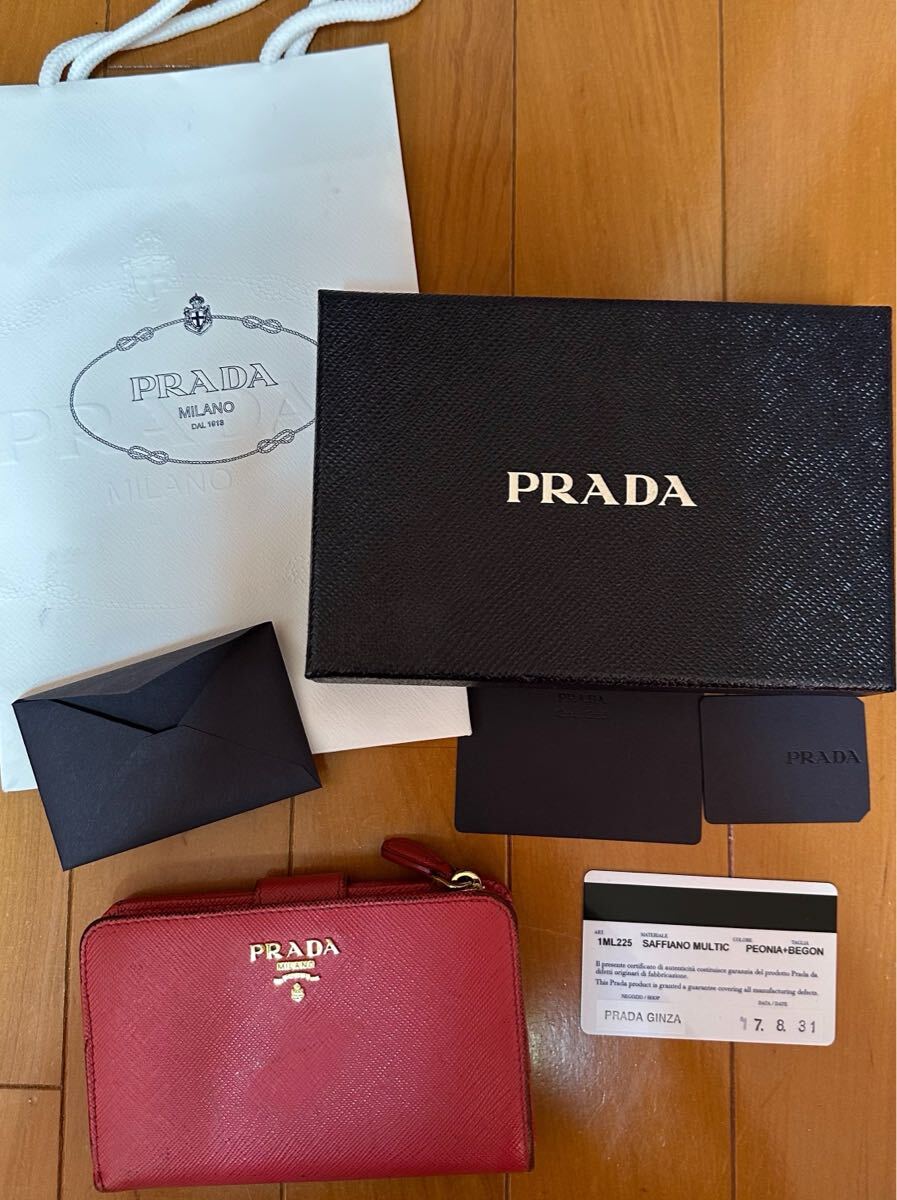 PRADA
MILANO
DAL 1913
PRADA
MILANO
PRADA
PRADA
PRADA
PRADA
MILANO
ART. MATERIALE COLORE TAGLIA
1ML225 SAFFIANO MULTIC PEONIA+BEGON
Il presente certificato di autenticità costituisce garanzia del prodotto Prada da
difetti originari di fabbricazione.
This Prada product is granted a guarantee covering all manufacturing defects.
NEGOZIO / SHOP DATA / DATE
PRADA GINZA 17. 8. 31